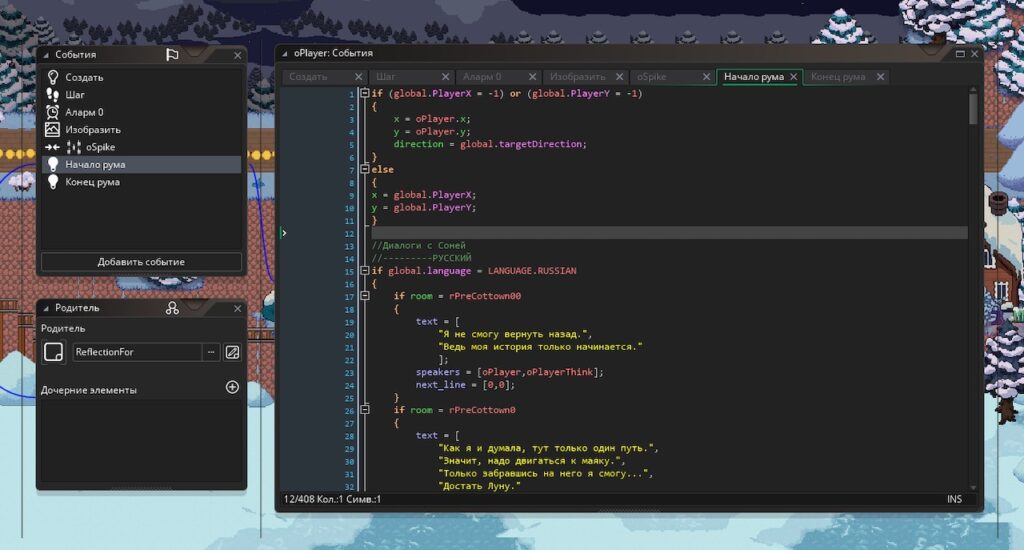 События
Создать
Шаг
Аларм 0
Изобразить
oSpike
Начало рума
Конец рума
Добавить событие
Родитель
Родитель
ReflectionFor
...
Дочерние элементы
oPlayer: События
Создать Шаг Аларм 0 Изобразить oSpike Начало рума Конец рума
1 if (global.PlayerX = -1) or (global.PlayerY = -1)
2 {
3 x = oPlayer.x;
4 y = oPlayer.y;
5 direction = global.targetDirection;
6 }
7 else
8 {
9 x = global.PlayerX;
10 y = global.PlayerY;
11 }
12
13 //Диалоги с Соней
14 //---------РУССКИЙ
15 if global.language = LANGUAGE.RUSSIAN
16 {
17 if room = rPreCottown00
18 {
19 text = [
20 "Я не смогу вернуть назад.",
21 "Ведь моя история только начинается."
22 ];
23 speakers = [oPlayer,oPlayerThink];
24 next_line = [0,0];
25 }
26 if room = rPreCottown0
27 {
28 text = [
29 "Как я и думала, тут только один путь.",
30 "Значит, надо двигаться к маяку.",
31 "Только забравшись на него я смогу...",
32 "Достать Луну."
12/408 Кол.:1 Симв.:1 INS